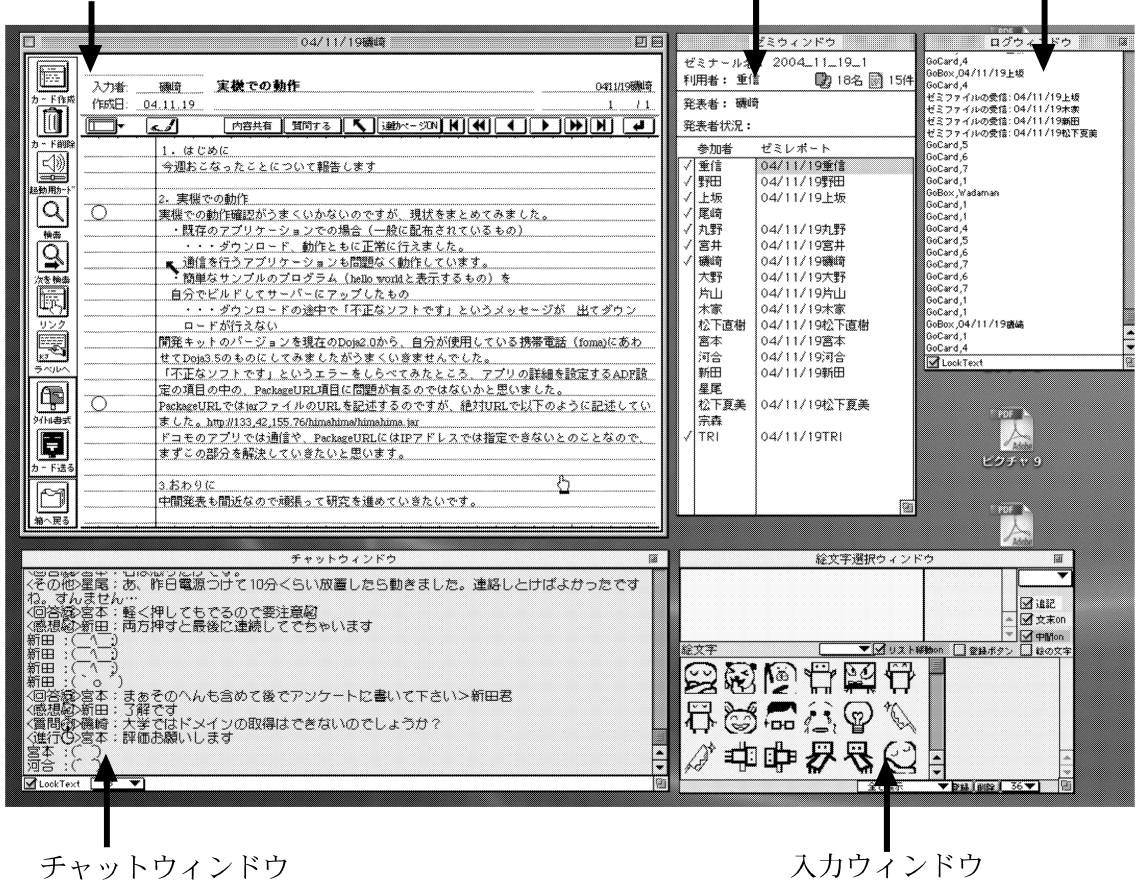 04/11/19磯崎
入力者: 磯崎 実機での動作 04/11/19磯崎
作成日: 04.11.19 1 /1
内容共有 質問する 連動ページON
カード作成
カード削除
起動用カード
検索
次を検索
リンク
ラベルへ
タイトル書式
カード送る
箱へ戻る
1. はじめに
今週おこなったことについて報告します
2. 実機での動作
実機での動作確認がうまくいかないのですが、現状をまとめてみました。
・既存のアプリケーションでの場合（一般に配布されているもの）
・・・ダウンロード、動作ともに正常に行えました。
通信を行うアプリケーションも問題なく動作しています。
・簡単なサンプルのプログラム（hello worldと表示するもの）を
自分でビルドしてサーバーにアップしたもの
・・・ダウンロードの途中で「不正なソフトです」というメッセージが 出てダウン
ロードが行えない
開発キットのバージョンを現在のDoja2.0から、自分が使用している携帯電話（foma)にあわ
せてDoja3.5のものにしてみましたがうまくいきませんでした。
「不正なソフトです」というエラーをしらべてみたところ、アプリの詳細を設定するADF設
定の項目の中の、PackageURL項目に問題が有るのではないかと思いました。
PackageURLではjarファイルのURLを記述するのですが、絶対URLで以下のように記述してい
ました。http://133,42,155.76/himahima/himahima.jar
ドコモのアプリでは通信や、PackageURLにはIPアドレスでは指定できないとのことなので、
まずこの部分を解決していきたいと思います。
3.おわりに
中間発表も間近なので頑張って研究を進めていきたいです。
ゼミウィンドウ
ゼミナール名 2004_11_19_1
利用者: 重信 18名 15件
発表者: 磯崎
発表者状況:
参加者 ゼミレポート
✓ 重信 04/11/19重信
✓ 野田 04/11/19野田
✓ 上坂 04/11/19上坂
✓ 尾崎
✓ 丸野 04/11/19丸野
✓ 宮井 04/11/19宮井
✓ 磯崎 04/11/19磯崎
大野 04/11/19大野
片山 04/11/19片山
木家 04/11/19木家
松下直樹 04/11/19松下直樹
宮本 04/11/19宮本
河合 04/11/19河合
新田 04/11/19新田
星尾
松下夏美 04/11/19松下夏美
宗森
✓ TRI 04/11/19TRI
ログウィンドウ
GoCard,4
GoBox,04/11/19上坂
GoCard,4
ゼミファイルの受信:04/11/19上坂
ゼミファイルの受信:04/11/19木家
ゼミファイルの受信:04/11/19新田
ゼミファイルの受信:04/11/19松下夏美
GoCard,5
GoCard,6
GoCard,7
GoCard,1
GoBox,Wadaman
GoCard,1
GoCard,1
GoCard,4
GoCard,5
GoCard,6
GoCard,7
GoCard,6
GoCard,7
GoCard,1
GoBox,04/11/19磯崎
GoCard,1
GoCard,4
LockText
PDF
Adobe
ピクチャ 9
PDF
Adobe
チャットウィンドウ
<その他>星尾：あ、昨日電源つけて10分くらい放置したら動きました。連絡しとけばよかったです
ね。すんません…
<回答>宮本：軽く押してもでるので要注意
<感想>新田：両方押すと最後に連続してでちゃいます
新田 :(￣^￣;)
新田 :(￣^￣;)
新田 :(￣^￣;)
新田 :(｀o´)
<回答>宮本：まぁそのへんも含めて後でアンケートに書いて下さい＞新田君
<感想>新田：了解です
<質問>磯崎：大学ではドメインの取得はできないのでしょうか？
<進行>宮本：評価お願いします
宮本 :(
河合 :(
LockText
絵文字選択ウィンドウ
追記
文末on
中間on
絵文字 リスト移動on 登録ボタン 絵の文字
全て表示 登録 削除 36
チャットウィンドウ
入力ウィンドウ